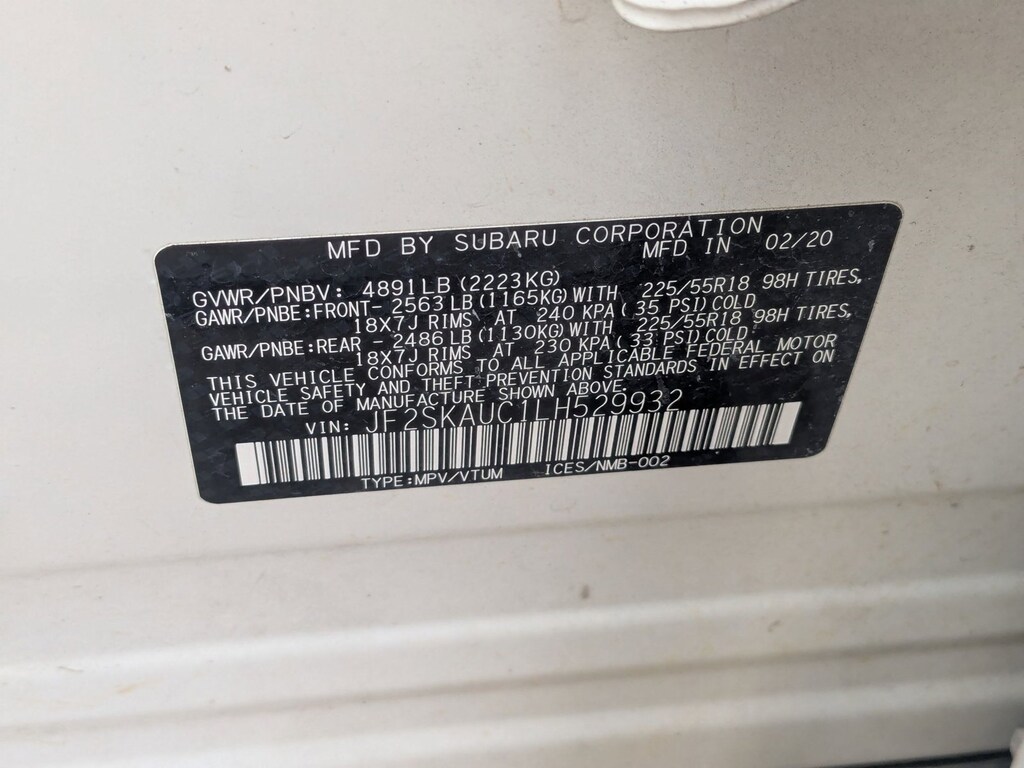 MFD BY SUBARU CORPORATION
MFD IN 02/20
GVWR/PNBV: 4891LB (2223KG)
GAWR/PNBE:FRONT- 2563LB (1165KG) WITH 225/55R18 98H TIRES,
18X7J RIMS AT 240 KPA ( 35 PSI) COLD
GAWR/PNBE:REAR - 2486LB (1130KG) WITH 225/55R18 98H TIRES,
18X7J RIMS AT 230 KPA ( 33 PSI) COLD.
THIS VEHICLE CONFORMS TO ALL APPLICABLE FEDERAL MOTOR
VEHICLE SAFETY AND THEFT PREVENTION STANDARDS IN EFFECT ON
THE DATE OF MANUFACTURE SHOWN ABOVE.
VIN: JF2SKAUC1LH529932
TYPE:MPV/VTUM ICES/NMB-002